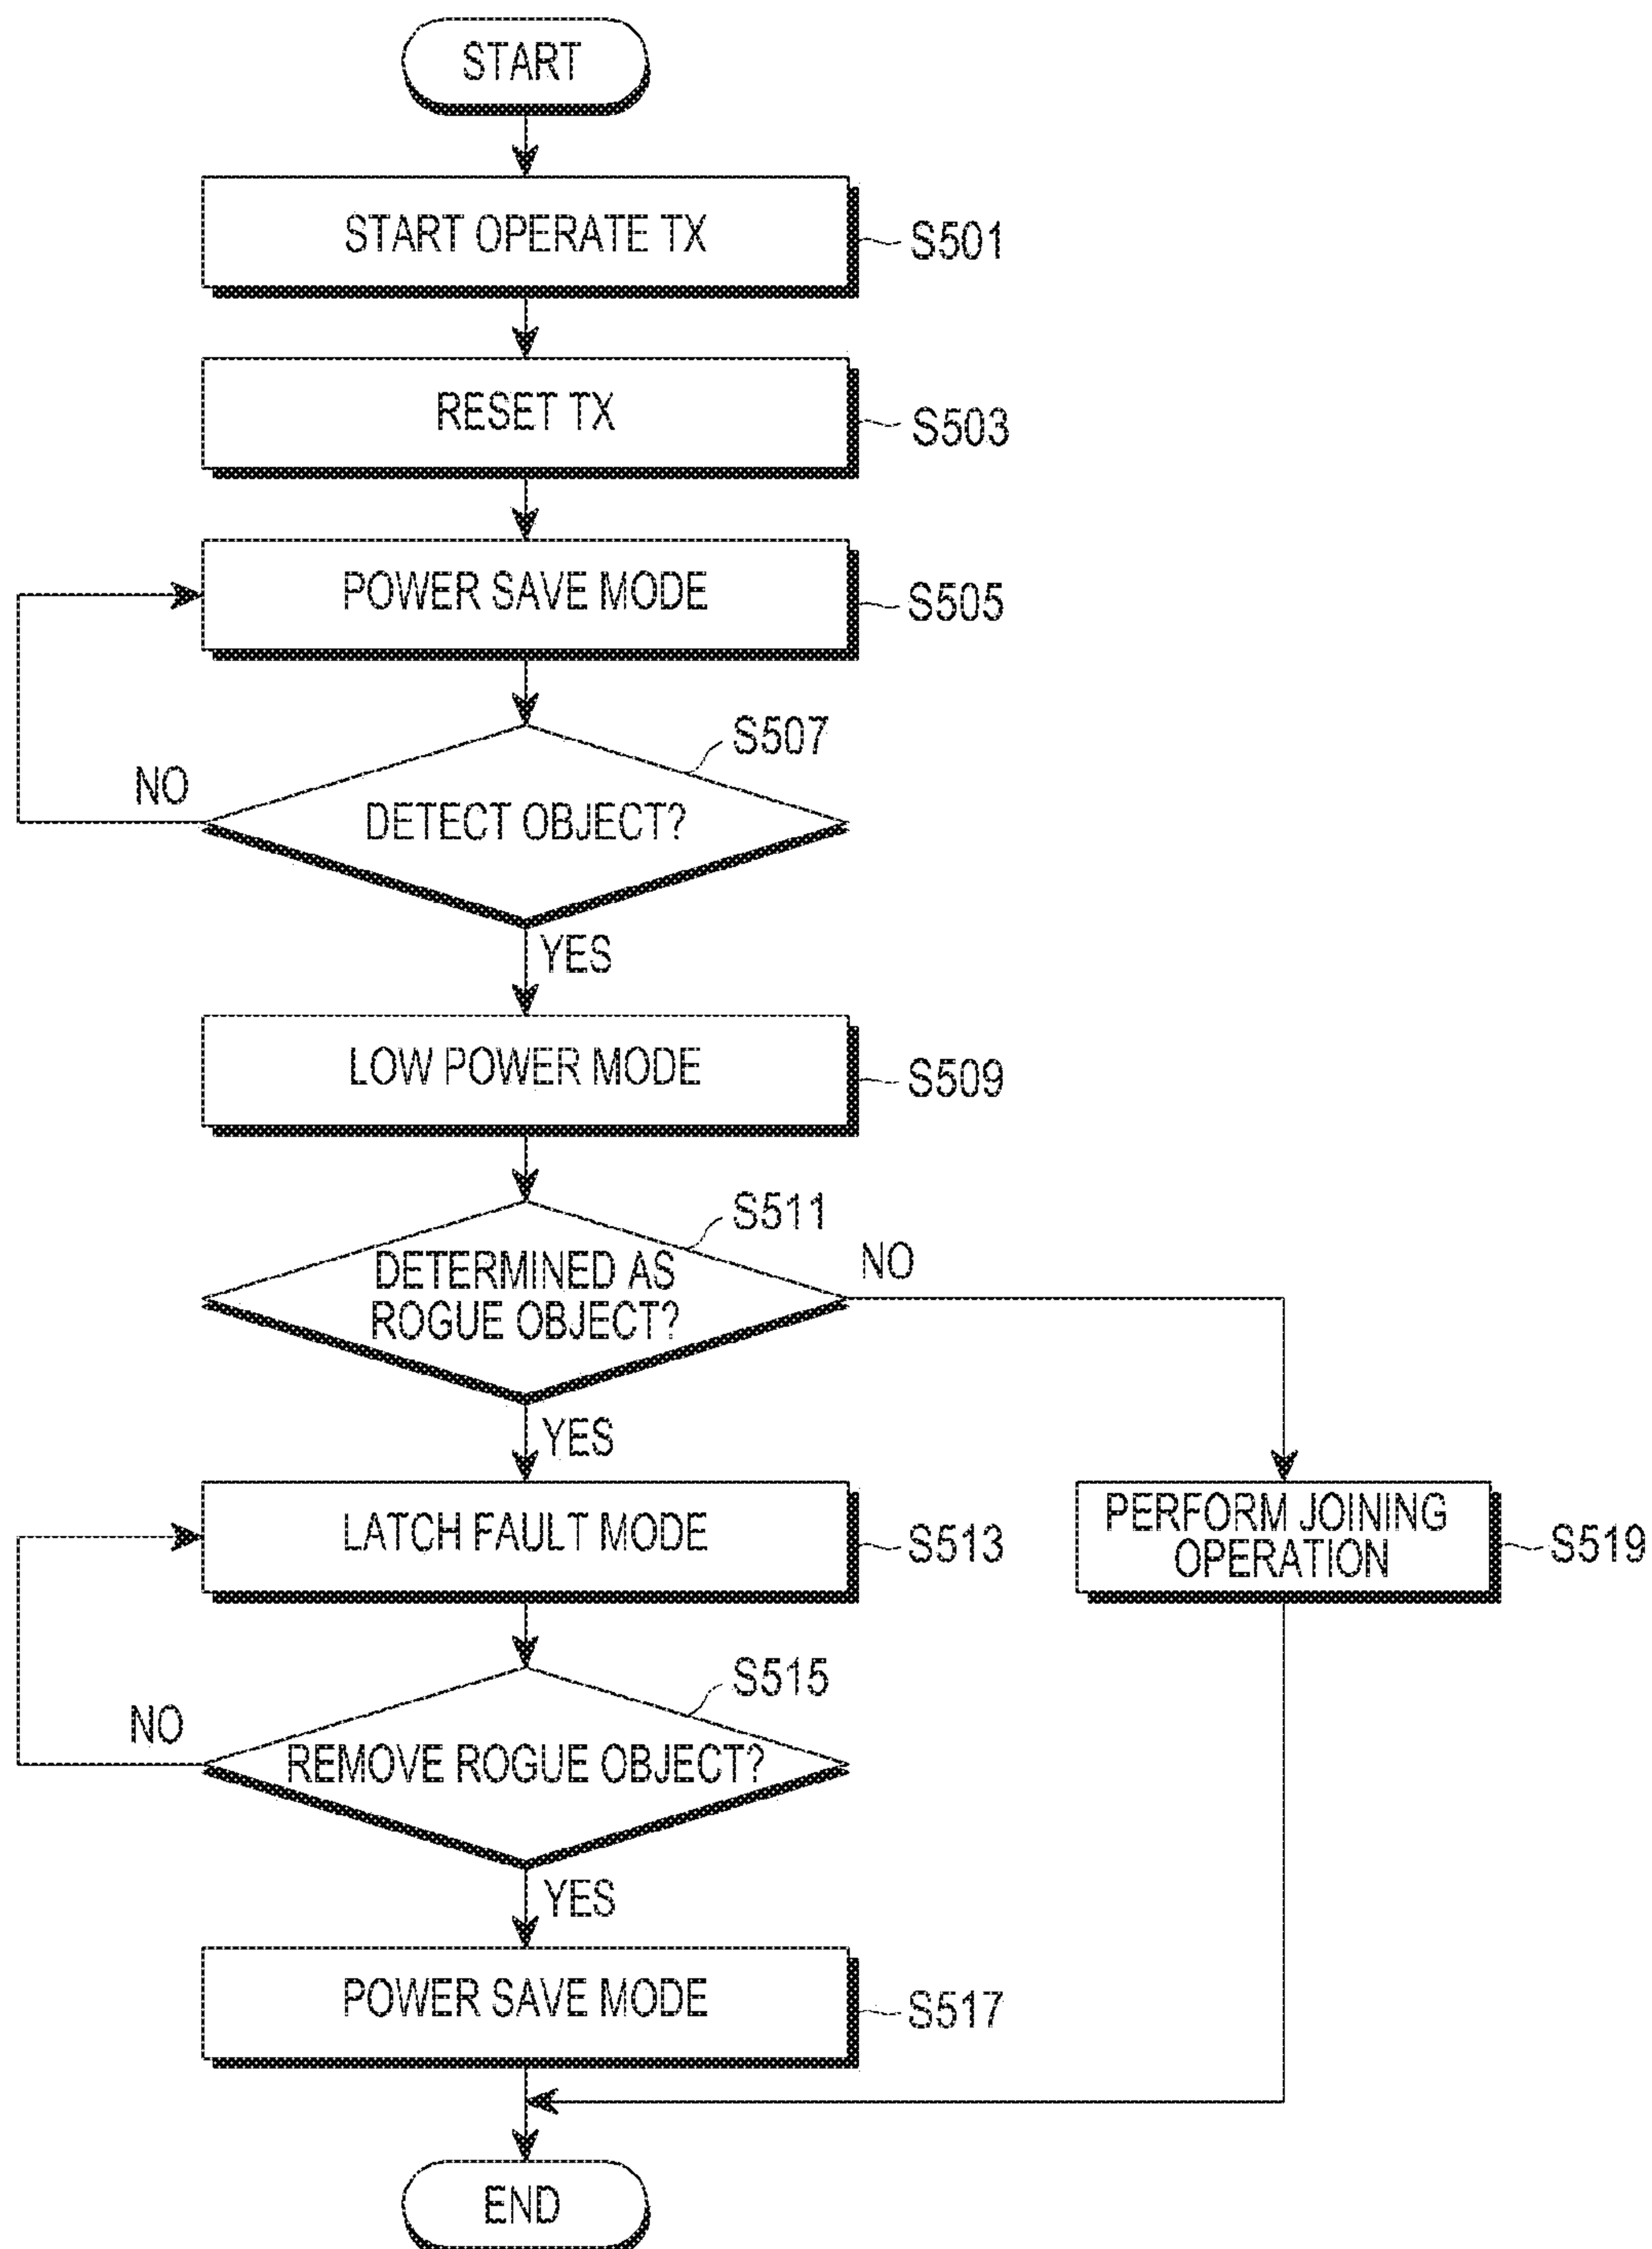 START
START OPERATE TX
S501
RESET TX
S503
POWER SAVE MODE
S505
S507
NO
DETECT OBJECT?
YES
LOW POWER MODE
S509
S511
NO
DETERMINED AS
ROGUE OBJECT?
YES
LATCH FAULT MODE
S513
PERFORM JOINING
OPERATION
S519
S515
NO
REMOVE ROGUE OBJECT?
YES
POWER SAVE MODE
S517
END